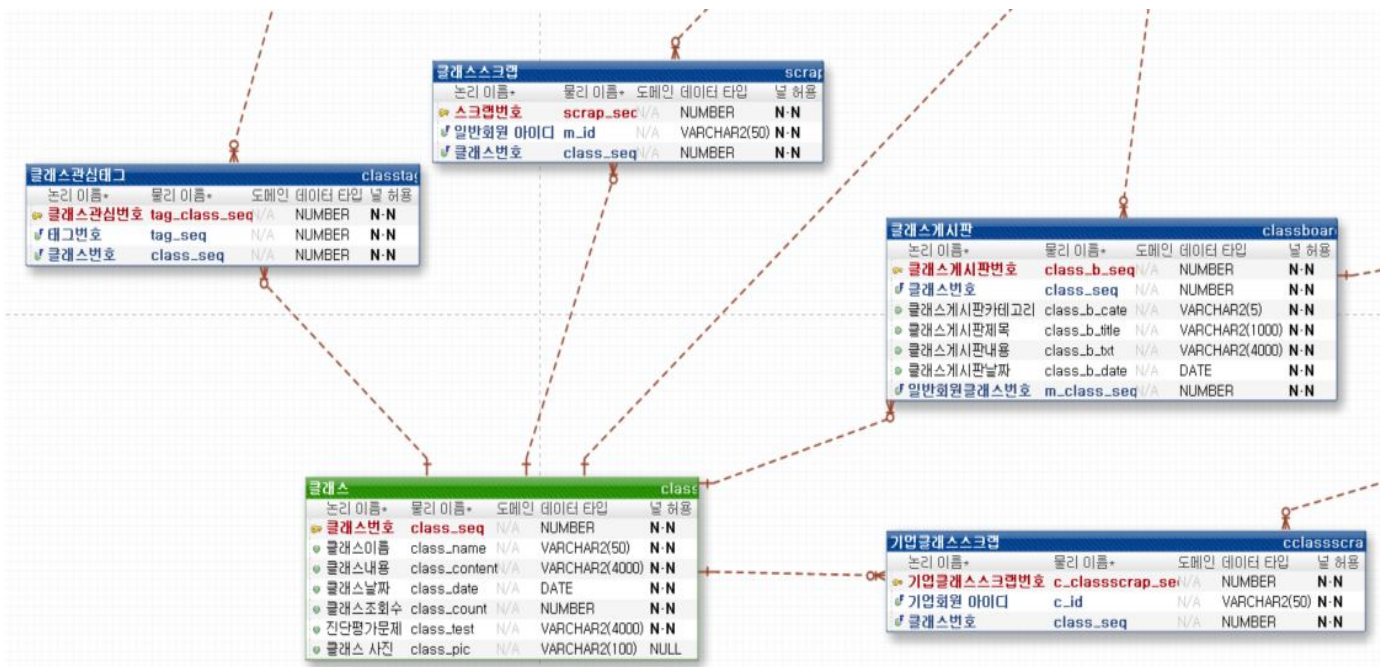 클래스스크랩 scrap
논리 이름* 물리 이름* 도메인 데이터 타입 널 허용
스크랩번호 scrap_seq N/A NUMBER N-N
일반회원 아이디 m_id N/A VARCHAR2(50) N-N
클래스번호 class_seq N/A NUMBER N-N
클래스관심태그 classtag
논리 이름* 물리 이름* 도메인 데이터 타입 널 허용
클래스관심번호 tag_class_seq N/A NUMBER N-N
태그번호 tag_seq N/A NUMBER N-N
클래스번호 class_seq N/A NUMBER N-N
클래스게시판 classboar
논리 이름* 물리 이름* 도메인 데이터 타입 널 허용
클래스게시판번호 class_b_seq N/A NUMBER N-N
클래스번호 class_seq N/A NUMBER N-N
클래스게시판카테고리 class_b_cate N/A VARCHAR2(5) N-N
클래스게시판제목 class_b_title N/A VARCHAR2(1000) N-N
클래스게시판내용 class_b_txt N/A VARCHAR2(4000) N-N
클래스게시판날짜 class_b_date N/A DATE N-N
일반회원클래스번호 m_class_seq N/A NUMBER N-N
클래스 class
논리 이름* 물리 이름* 도메인 데이터 타입 널 허용
클래스번호 class_seq N/A NUMBER N-N
클래스이름 class_name N/A VARCHAR2(50) N-N
클래스내용 class_content N/A VARCHAR2(4000) N-N
클래스날짜 class_date N/A DATE N-N
클래스조회수 class_count N/A NUMBER N-N
진단평가문제 class_test N/A VARCHAR2(4000) N-N
클래스 사진 class_pic N/A VARCHAR2(100) NULL
기업클래스스크랩 cclassscra
논리 이름* 물리 이름* 도메인 데이터 타입 널 허용
기업클래스스크랩번호 c_classscrap_se N/A NUMBER N-N
기업회원 아이디 c_id N/A VARCHAR2(50) N-N
클래스번호 class_seq N/A NUMBER N-N